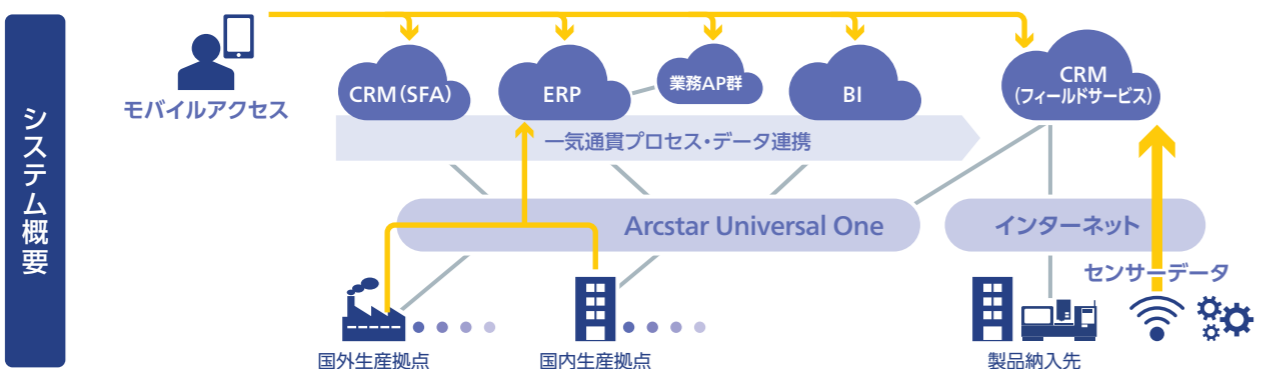 システム概要
モバイルアクセス
CRM(SFA)
ERP
業務AP群
BI
CRM
(フィールドサービス)
一気通貫プロセス・データ連携
Arcstar Universal One
インターネット
センサーデータ
国外生産拠点
国内生産拠点
製品納入先